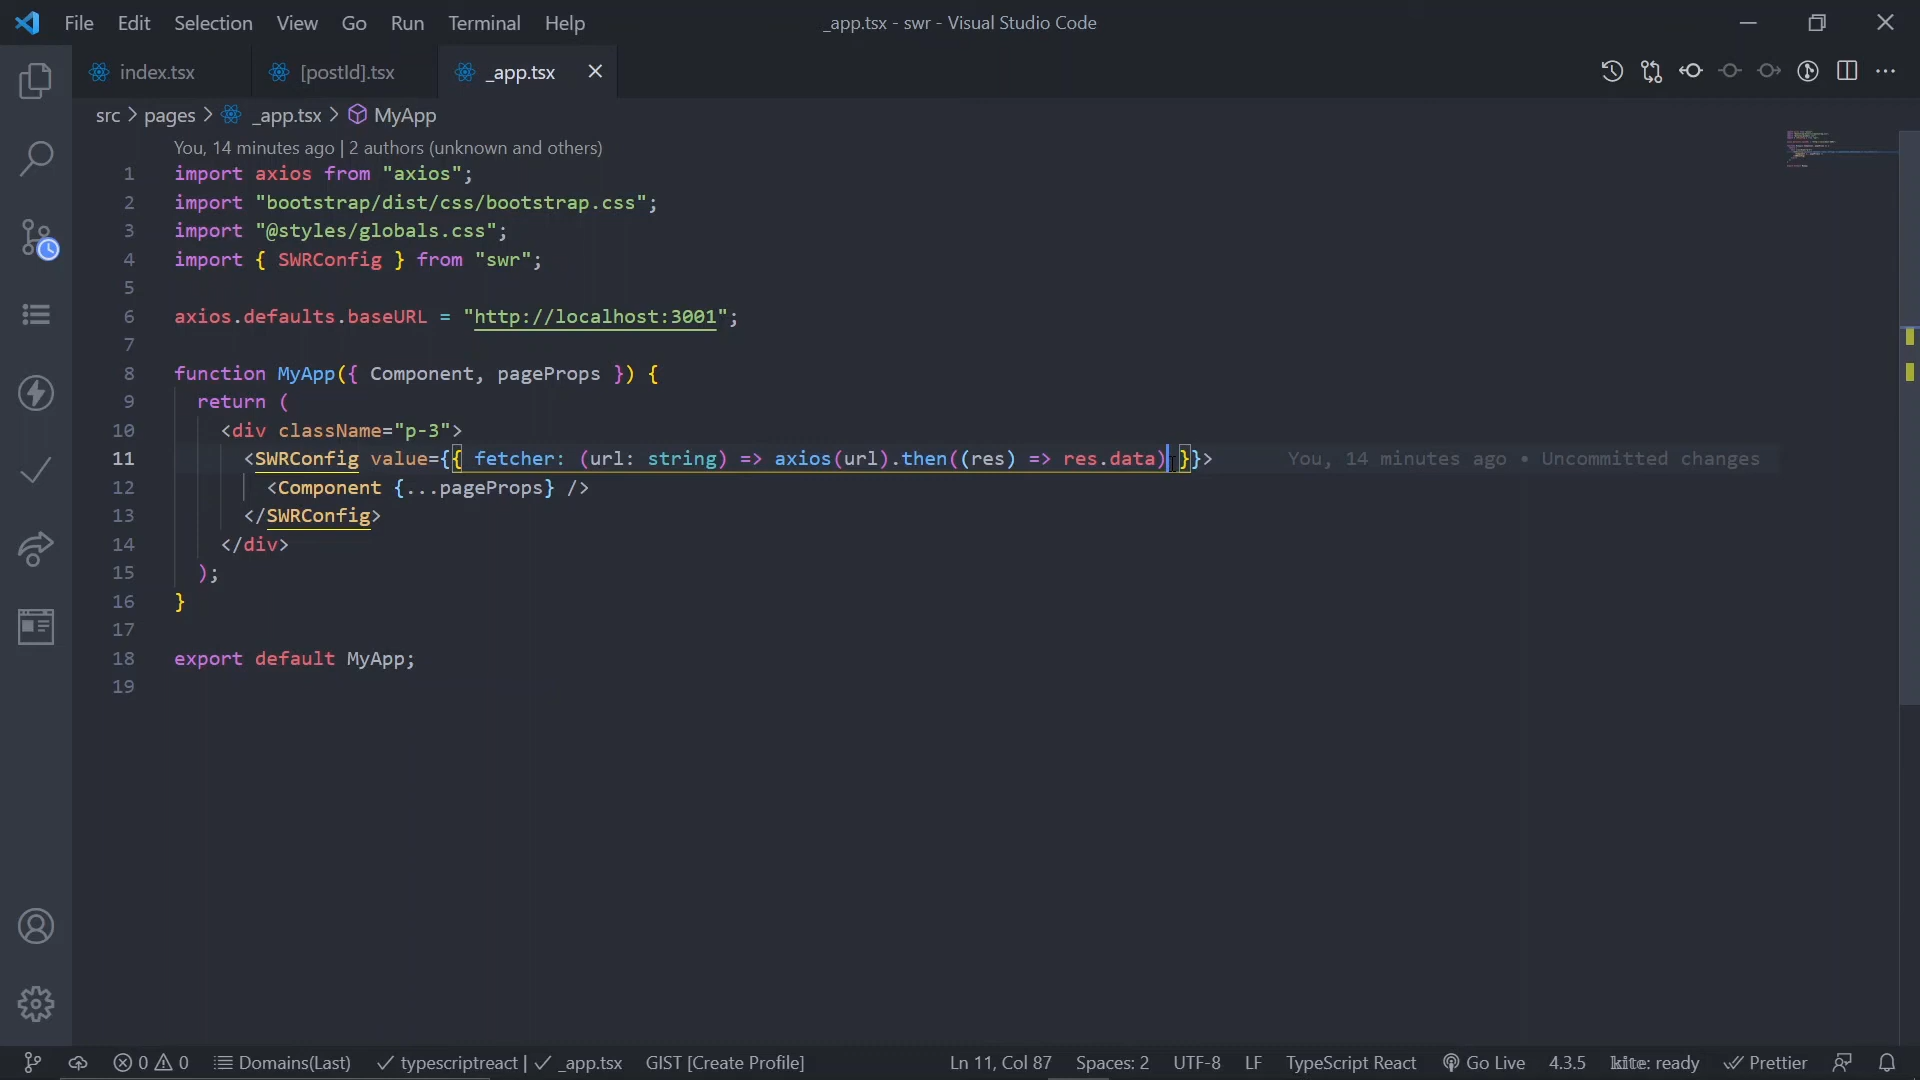 File Edit Selection View Go Run Terminal Help
_app.tsx - swr - Visual Studio Code
index.tsx [postId].tsx _app.tsx
src > pages > _app.tsx > MyApp
You, 14 minutes ago | 2 authors (unknown and others)
1 import axios from "axios";
2 import "bootstrap/dist/css/bootstrap.css";
3 import "@styles/globals.css";
4 import { SWRConfig } from "swr";
5
6 axios.defaults.baseURL = "http://localhost:3001";
7
8 function MyApp({ Component, pageProps }) {
9 return (
10 <div className="p-3">
11 <SWRConfig value={{ fetcher: (url: string) => axios(url).then((res) => res.data) }}> You, 14 minutes ago • Uncommitted changes
12 <Component {...pageProps} />
13 </SWRConfig>
14 </div>
15 );
16 }
17
18 export default MyApp;
19
0 0 Domains(Last) typescriptreact | _app.tsx GIST [Create Profile] Ln 11, Col 87 Spaces: 2 UTF-8 LF TypeScript React Go Live 4.3.5 kite: ready Prettier